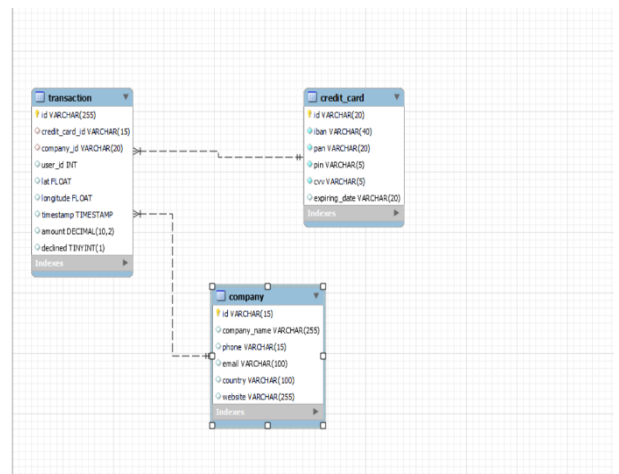 transaction
id VARCHAR(255)
credit_card_id VARCHAR(15)
company_id VARCHAR(20)
user_id INT
lat FLOAT
longitude FLOAT
timestamp TIMESTAMP
amount DECIMAL(10,2)
declined TINYINT(1)
Indexes
credit_card
id VARCHAR(20)
iban VARCHAR(40)
pan VARCHAR(20)
pin VARCHAR(5)
cvv VARCHAR(5)
expiring_date VARCHAR(20)
Indexes
company
id VARCHAR(15)
company_name VARCHAR(255)
phone VARCHAR(15)
email VARCHAR(100)
country VARCHAR(100)
website VARCHAR(255)
Indexes